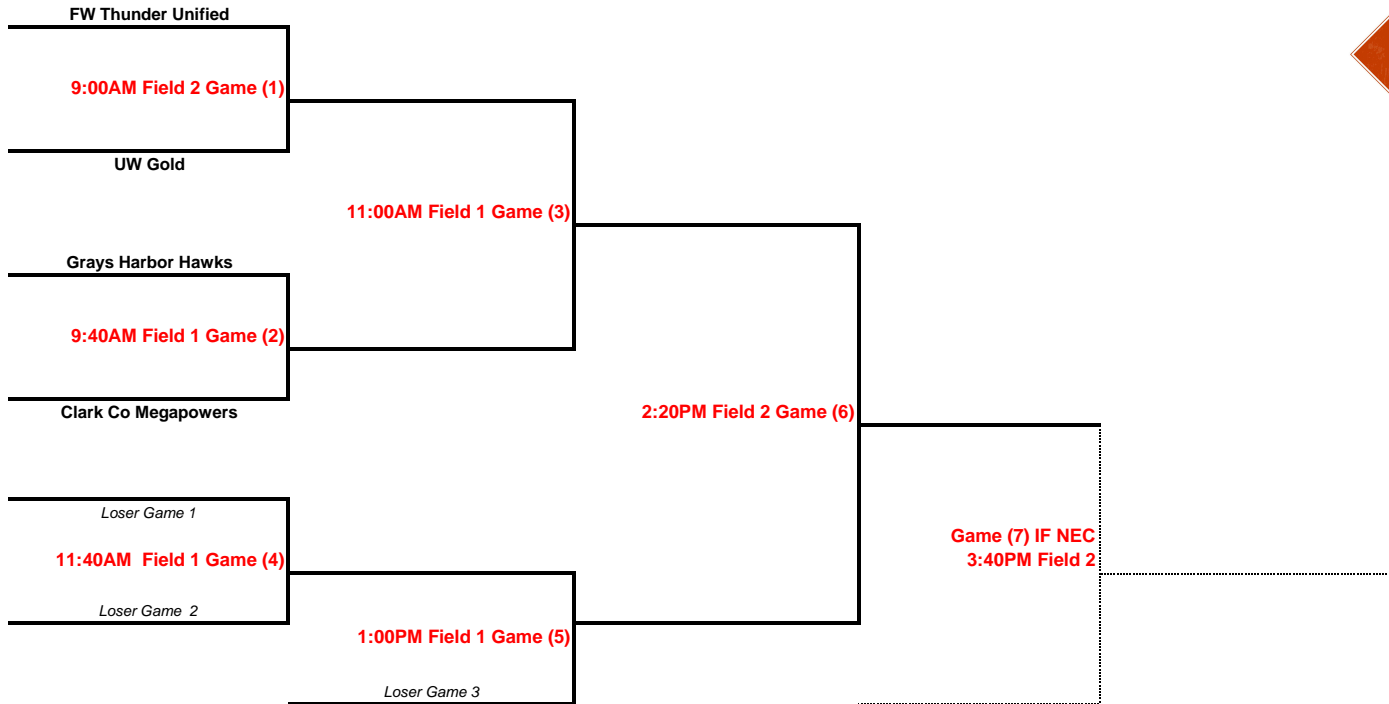 FW Thunder Unified
9:00AM Field 2 Game (1)
UW Gold
11:00AM Field 1 Game (3)
Grays Harbor Hawks
9:40AM Field 1 Game (2)
Clark Co Megapowers
2:20PM Field 2 Game (6)
Loser Game 1
Game (7) IF NEC
3:40PM Field 2
11:40AM  Field 1 Game (4)
Loser Game  2
1:00PM Field 1 Game (5)
Loser Game 3